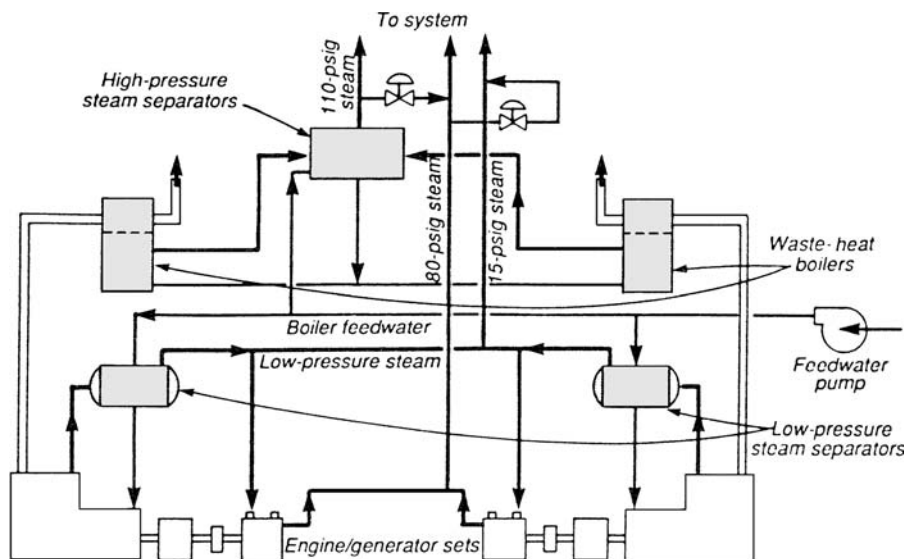 To system
High-pressure
steam separators
110-psig
steam
80-psig steam
15-psig steam
Waste-heat
boilers
Boiler feedwater
Low-pressure steam
Feedwater
pump
Low-pressure
steam separators
Engine/generator sets